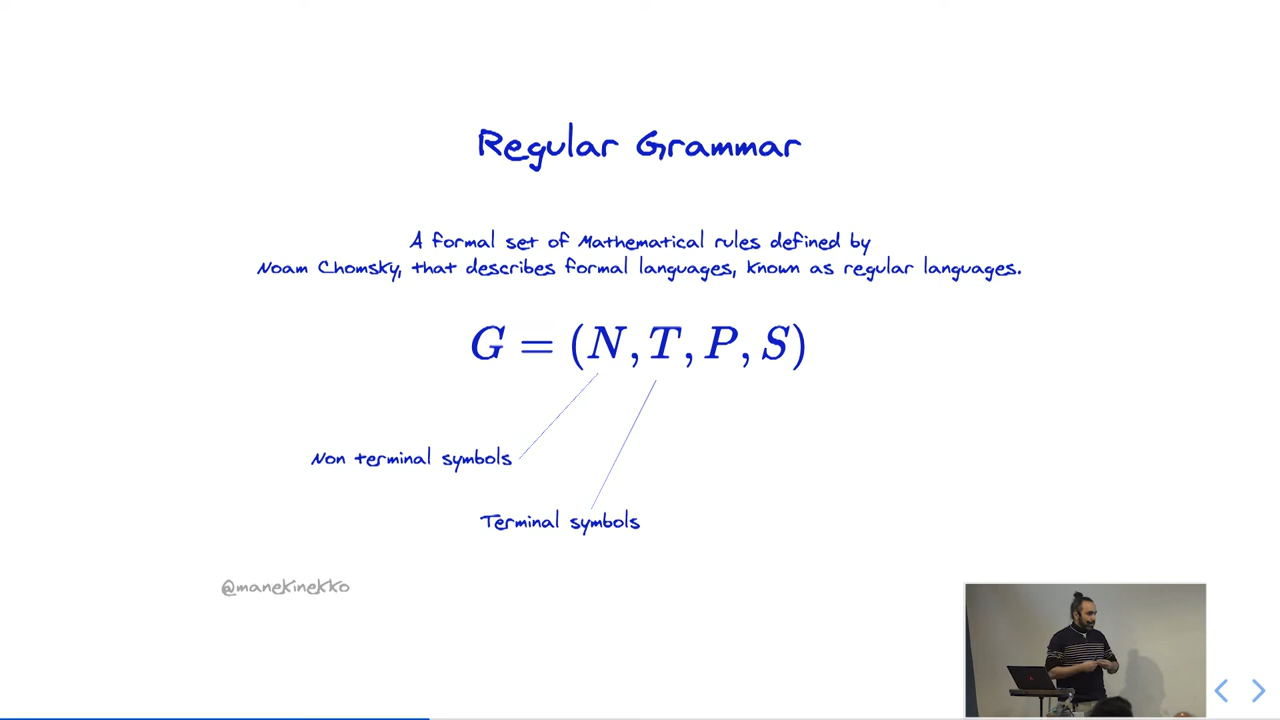 Regular Grammar
A formal set of Mathematical rules defined by
Noam Chomsky, that describes formal languages, known as regular languages.
G = (N, T, P, S)
Non terminal symbols
Terminal symbols
@manekinekko